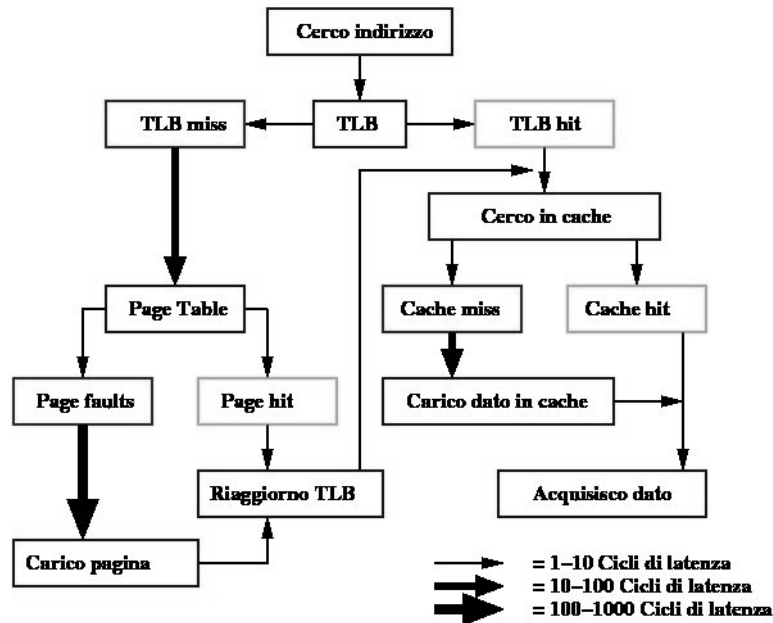 Cerco indirizzo
TLB miss
TLB
TLB hit
Cerco in cache
Page Table
Cache miss
Cache hit
Page faults
Page hit
Carico dato in cache
Riaggiorno TLB
Acquisisco dato
Carico pagina
= 1–10 Cicli di latenza
= 10–100 Cicli di latenza
= 100–1000 Cicli di latenza